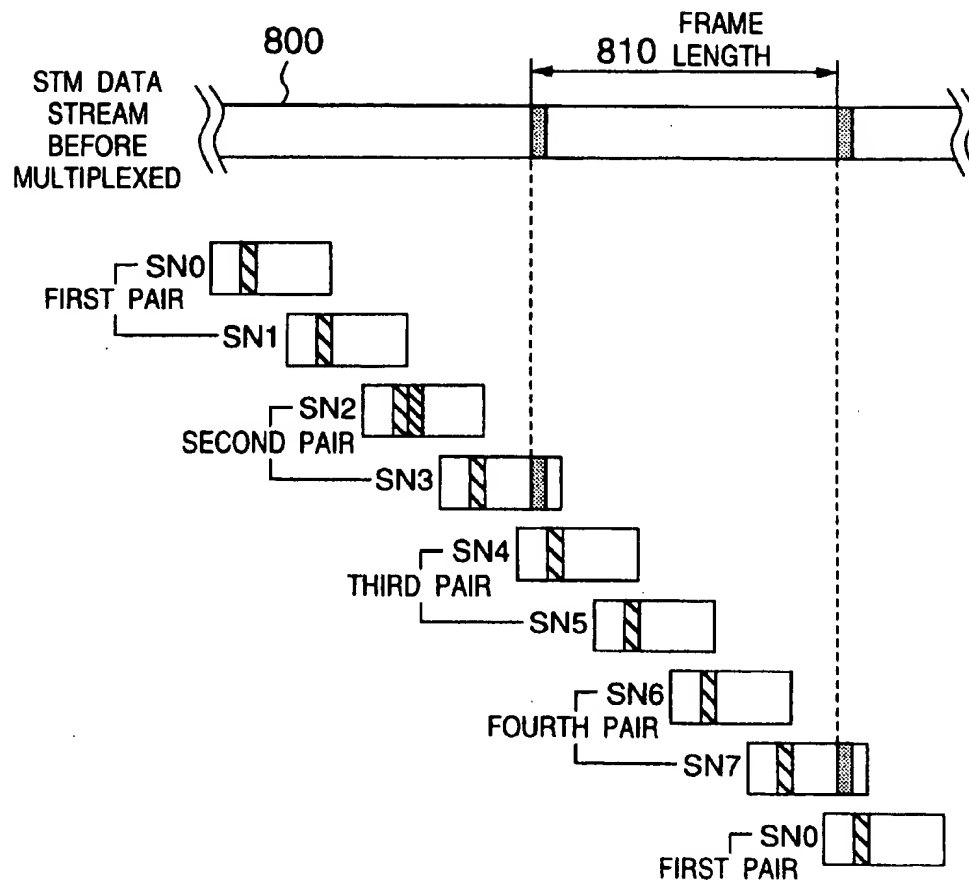 800
810
FRAME
LENGTH
STM DATA
STREAM
BEFORE
MULTIPLEXED
SN0
FIRST PAIR
SN1
SN2
SECOND PAIR
SN3
SN4
THIRD PAIR
SN5
SN6
FOURTH PAIR
SN7
SN0
FIRST PAIR